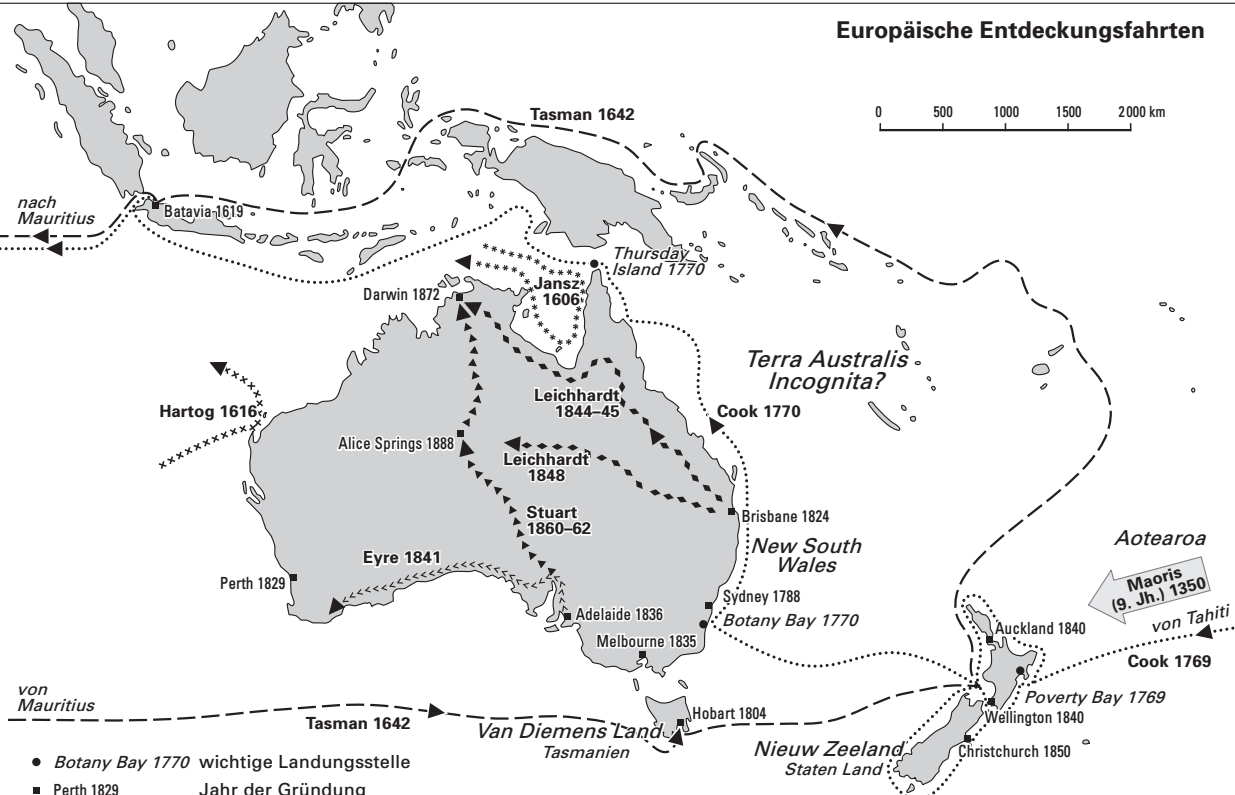 Europäische Entdeckungsfahrten
0 500 1000 1500 2000 km
Tasman 1642
nach
Mauritius
Batavia 1619
Thursday
Island 1770
Jansz
1606
Darwin 1872
Terra Australis
Incognita?
Leichhardt
1844–45
Hartog 1616
Cook 1770
Alice Springs 1888
Leichhardt
1848
Stuart
1860–62
Brisbane 1824
New South
Wales
Aotearoa
Eyre 1841
Maoris
(9. Jh.) 1350
Perth 1829
Sydney 1788
Adelaide 1836
Botany Bay 1770
von Tahiti
Auckland 1840
Melbourne 1835
Cook 1769
von
Mauritius
Poverty Bay 1769
Hobart 1804
Wellington 1840
Tasman 1642
Van Diemens Land
Tasmanien
Nieuw Zeeland
Staten Land
Christchurch 1850
Botany Bay 1770 wichtige Landungsstelle
Perth 1829 Jahr der Gründung